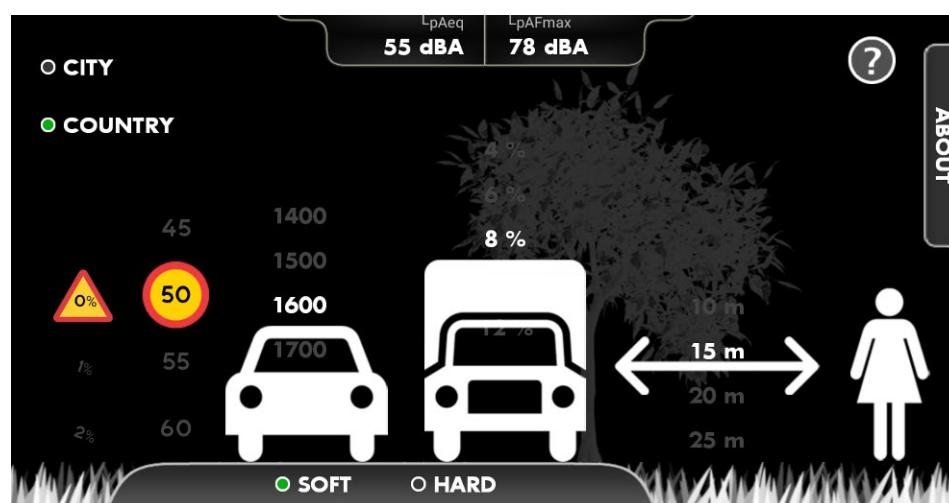 LpAeq LpAFmax
55 dBA 78 dBA
?
CITY
COUNTRY
ABOUT
4 %
6 %
8 %
12 %
1400
1500
1600
1700
45
50
55
60
0%
1%
2%
10 m
15 m
20 m
25 m
SOFT HARD